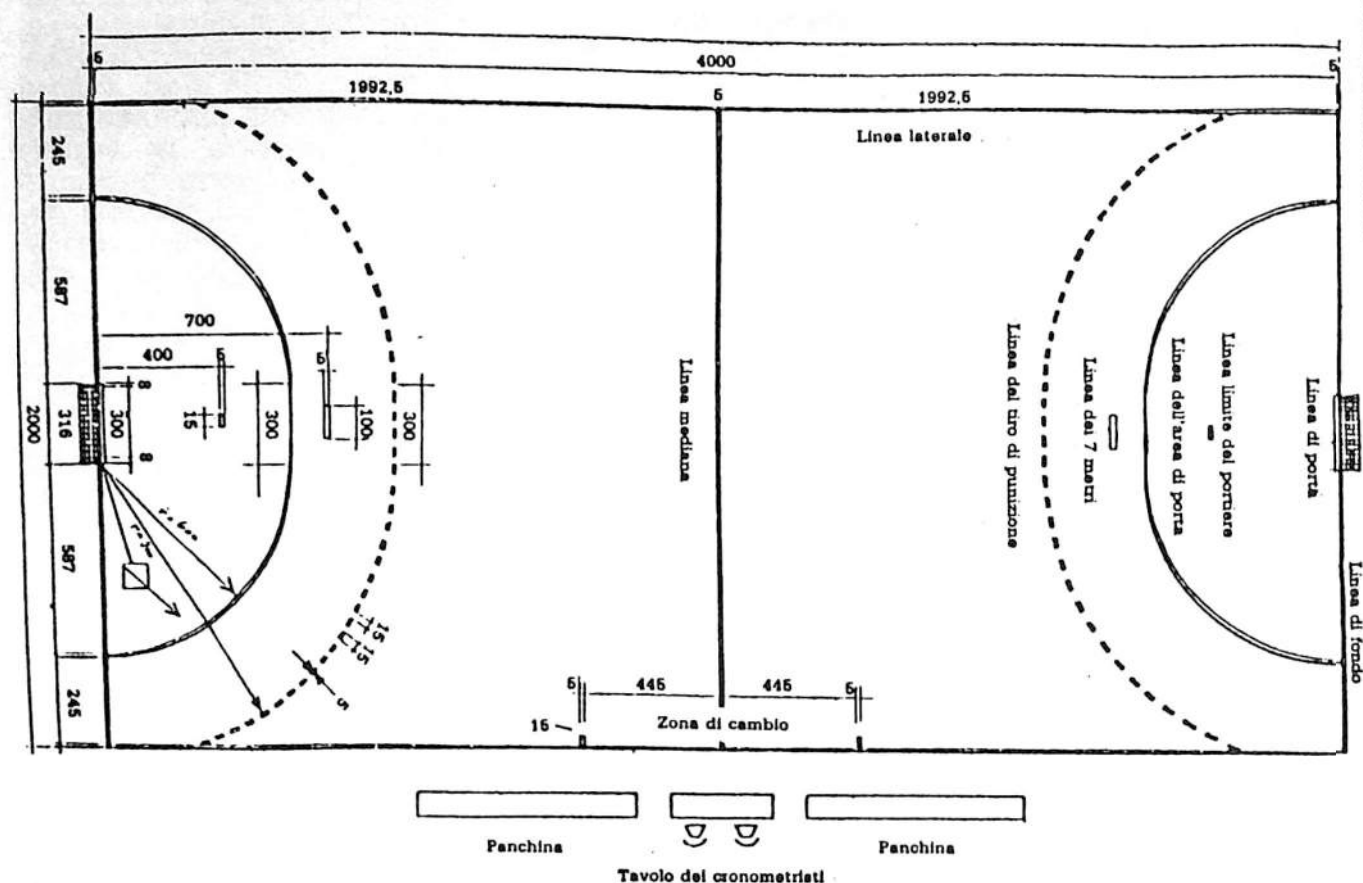 5
4000
5
1992,5
5
1992,5
Linea laterale
245
587
316
2000
587
245
700
400
5
5
8
300
8
15
300
100
300
r = 6m
15 15
5
Linea mediana
Linea del tiro di punizione
Linea dei 7 metri
Linea dell'area di porta
Linea limite del portiere
Linea di porta
Linea di fondo
5
445
445
5
15
Zona di cambio
Panchina
Panchina
Tavolo dei cronometristi